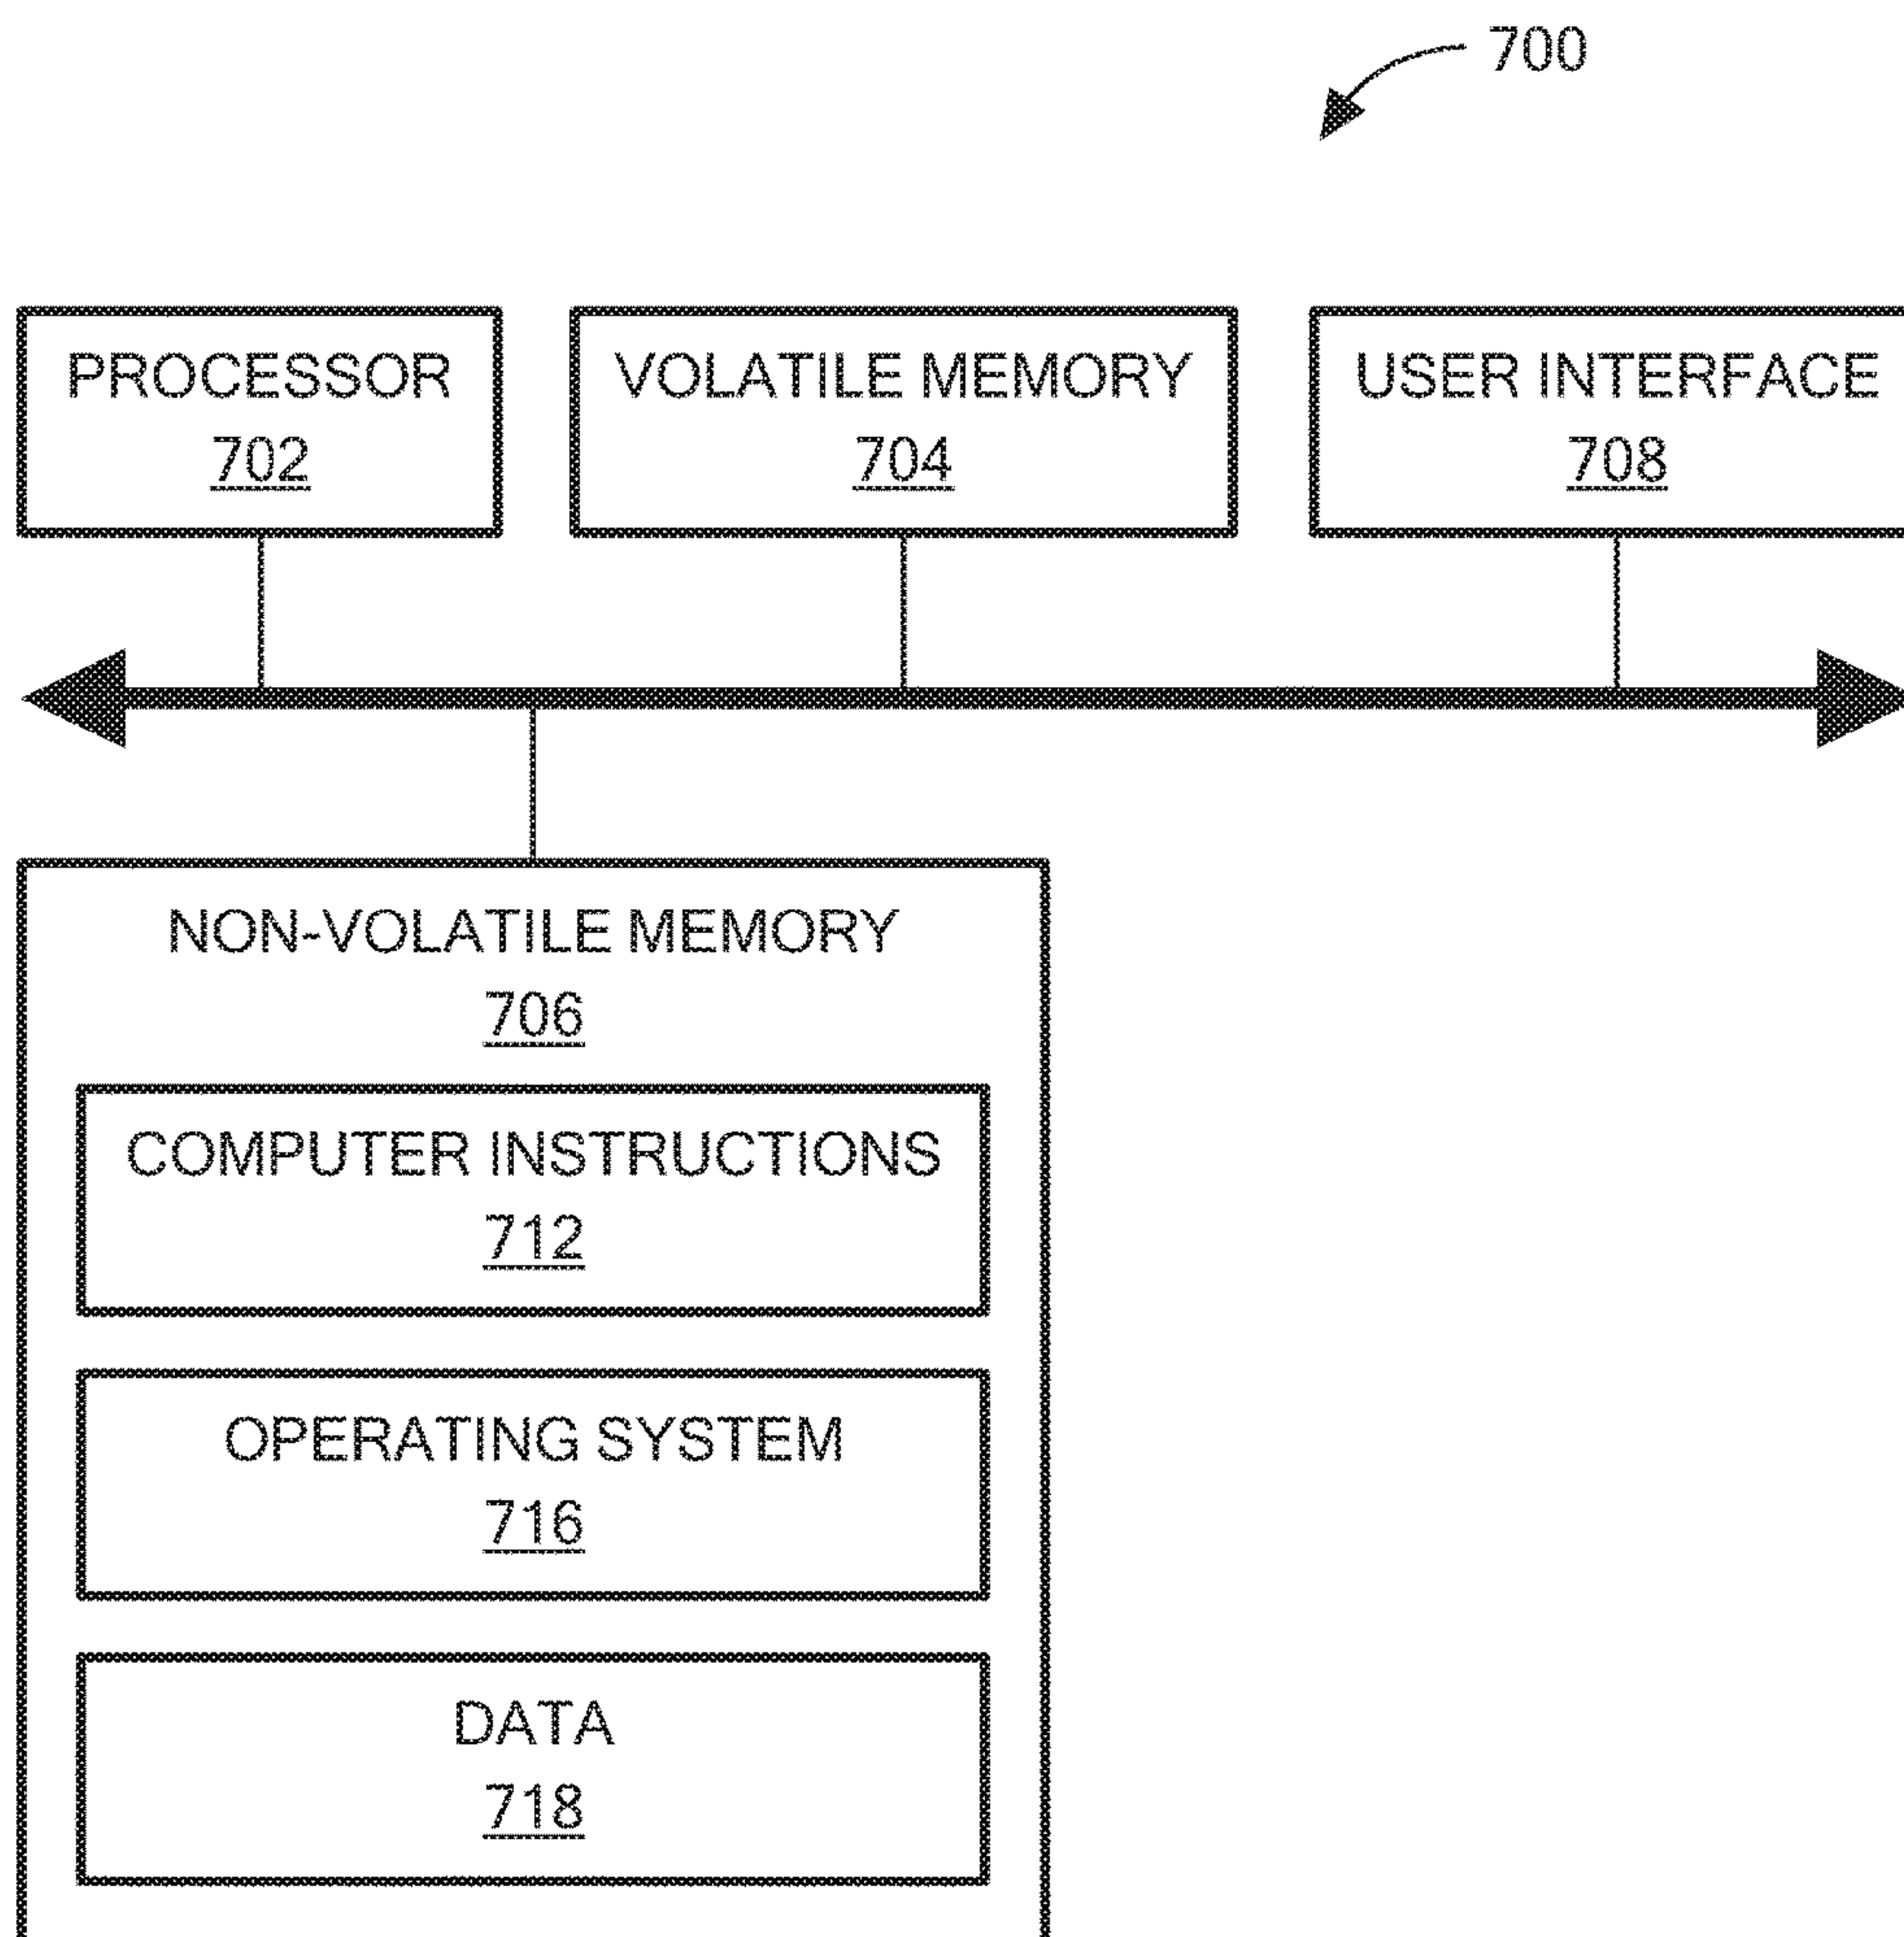 700
PROCESSOR
702
VOLATILE MEMORY
704
USER INTERFACE
708
NON-VOLATILE MEMORY
706
COMPUTER INSTRUCTIONS
712
OPERATING SYSTEM
716
DATA
718